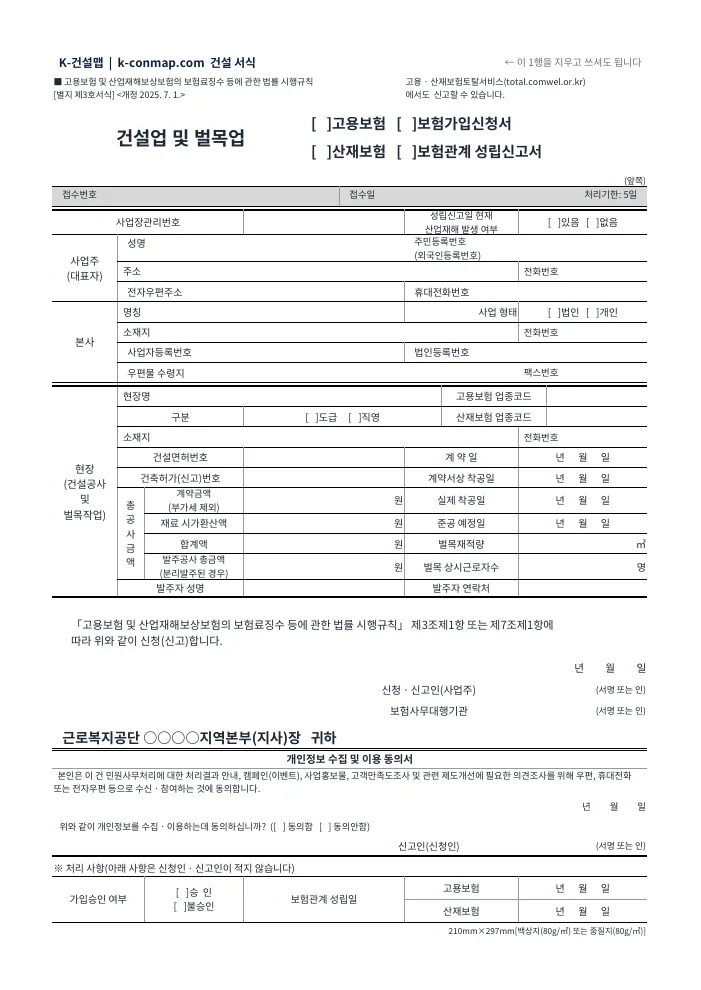 K-건설맵 | k-conmap.com 건설 서식
← 이 1행을 지우고 쓰셔도 됩니다
■ 고용보험 및 산업재해보상보험의 보험료징수 등에 관한 법률 시행규칙
고용ㆍ산재보험토탈서비스(total.comwel.or.kr)
[별지 제3호서식] <개정 2025. 7. 1.>
에서도 신고할 수 있습니다.
건설업 및 벌목업
[ ]고용보험 [ ]보험가입신청서
[ ]산재보험 [ ]보험관계 성립신고서
(앞쪽)
접수번호 접수일 처리기한: 5일
사업장관리번호
성립신고일 현재
산업재해 발생 여부
[ ]있음 [ ]없음
사업주
(대표자)
성명
주민등록번호
(외국인등록번호)
주소 전화번호
전자우편주소 휴대전화번호
본사
명칭 사업 형태 [ ]법인 [ ]개인
소재지 전화번호
사업자등록번호 법인등록번호
우편물 수령지 팩스번호
현장
(건설공사
및
벌목작업)
현장명 고용보험 업종코드
구분 [ ]도급 [ ]직영 산재보험 업종코드
소재지 전화번호
건설면허번호 계 약 일 년 월 일
건축허가(신고)번호 계약서상 착공일 년 월 일
총
공
사
금
액
계약금액
(부가세 제외)
원 실제 착공일 년 월 일
재료 시가환산액 원 준공 예정일 년 월 일
합계액 원 벌목재적량 ㎥
발주공사 총금액
(분리발주된 경우)
원 벌목 상시근로자수 명
발주자 성명 발주자 연락처
「고용보험 및 산업재해보상보험의 보험료징수 등에 관한 법률 시행규칙」 제3조제1항 또는 제7조제1항에
따라 위와 같이 신청(신고)합니다.
년 월 일
신청ㆍ신고인(사업주) (서명 또는 인)
보험사무대행기관 (서명 또는 인)
근로복지공단 ○○○○지역본부(지사)장 귀하
개인정보 수집 및 이용 동의서
본인은 이 건 민원사무처리에 대한 처리결과 안내, 캠페인(이벤트), 사업홍보물, 고객만족도조사 및 관련 제도개선에 필요한 의견조사를 위해 우편, 휴대전화
또는 전자우편 등으로 수신ㆍ참여하는 것에 동의합니다.
년 월 일
위와 같이 개인정보를 수집ㆍ이용하는데 동의하십니까? ([ ] 동의함 [ ] 동의안함)
신고인(신청인) (서명 또는 인)
※ 처리 사항(아래 사항은 신청인ㆍ신고인이 적지 않습니다)
가입승인 여부
[ ]승 인
[ ]불승인
보험관계 성립일
고용보험 년 월 일
산재보험 년 월 일
210mm×297mm[백상지(80g/㎡) 또는 중질지(80g/㎡)]